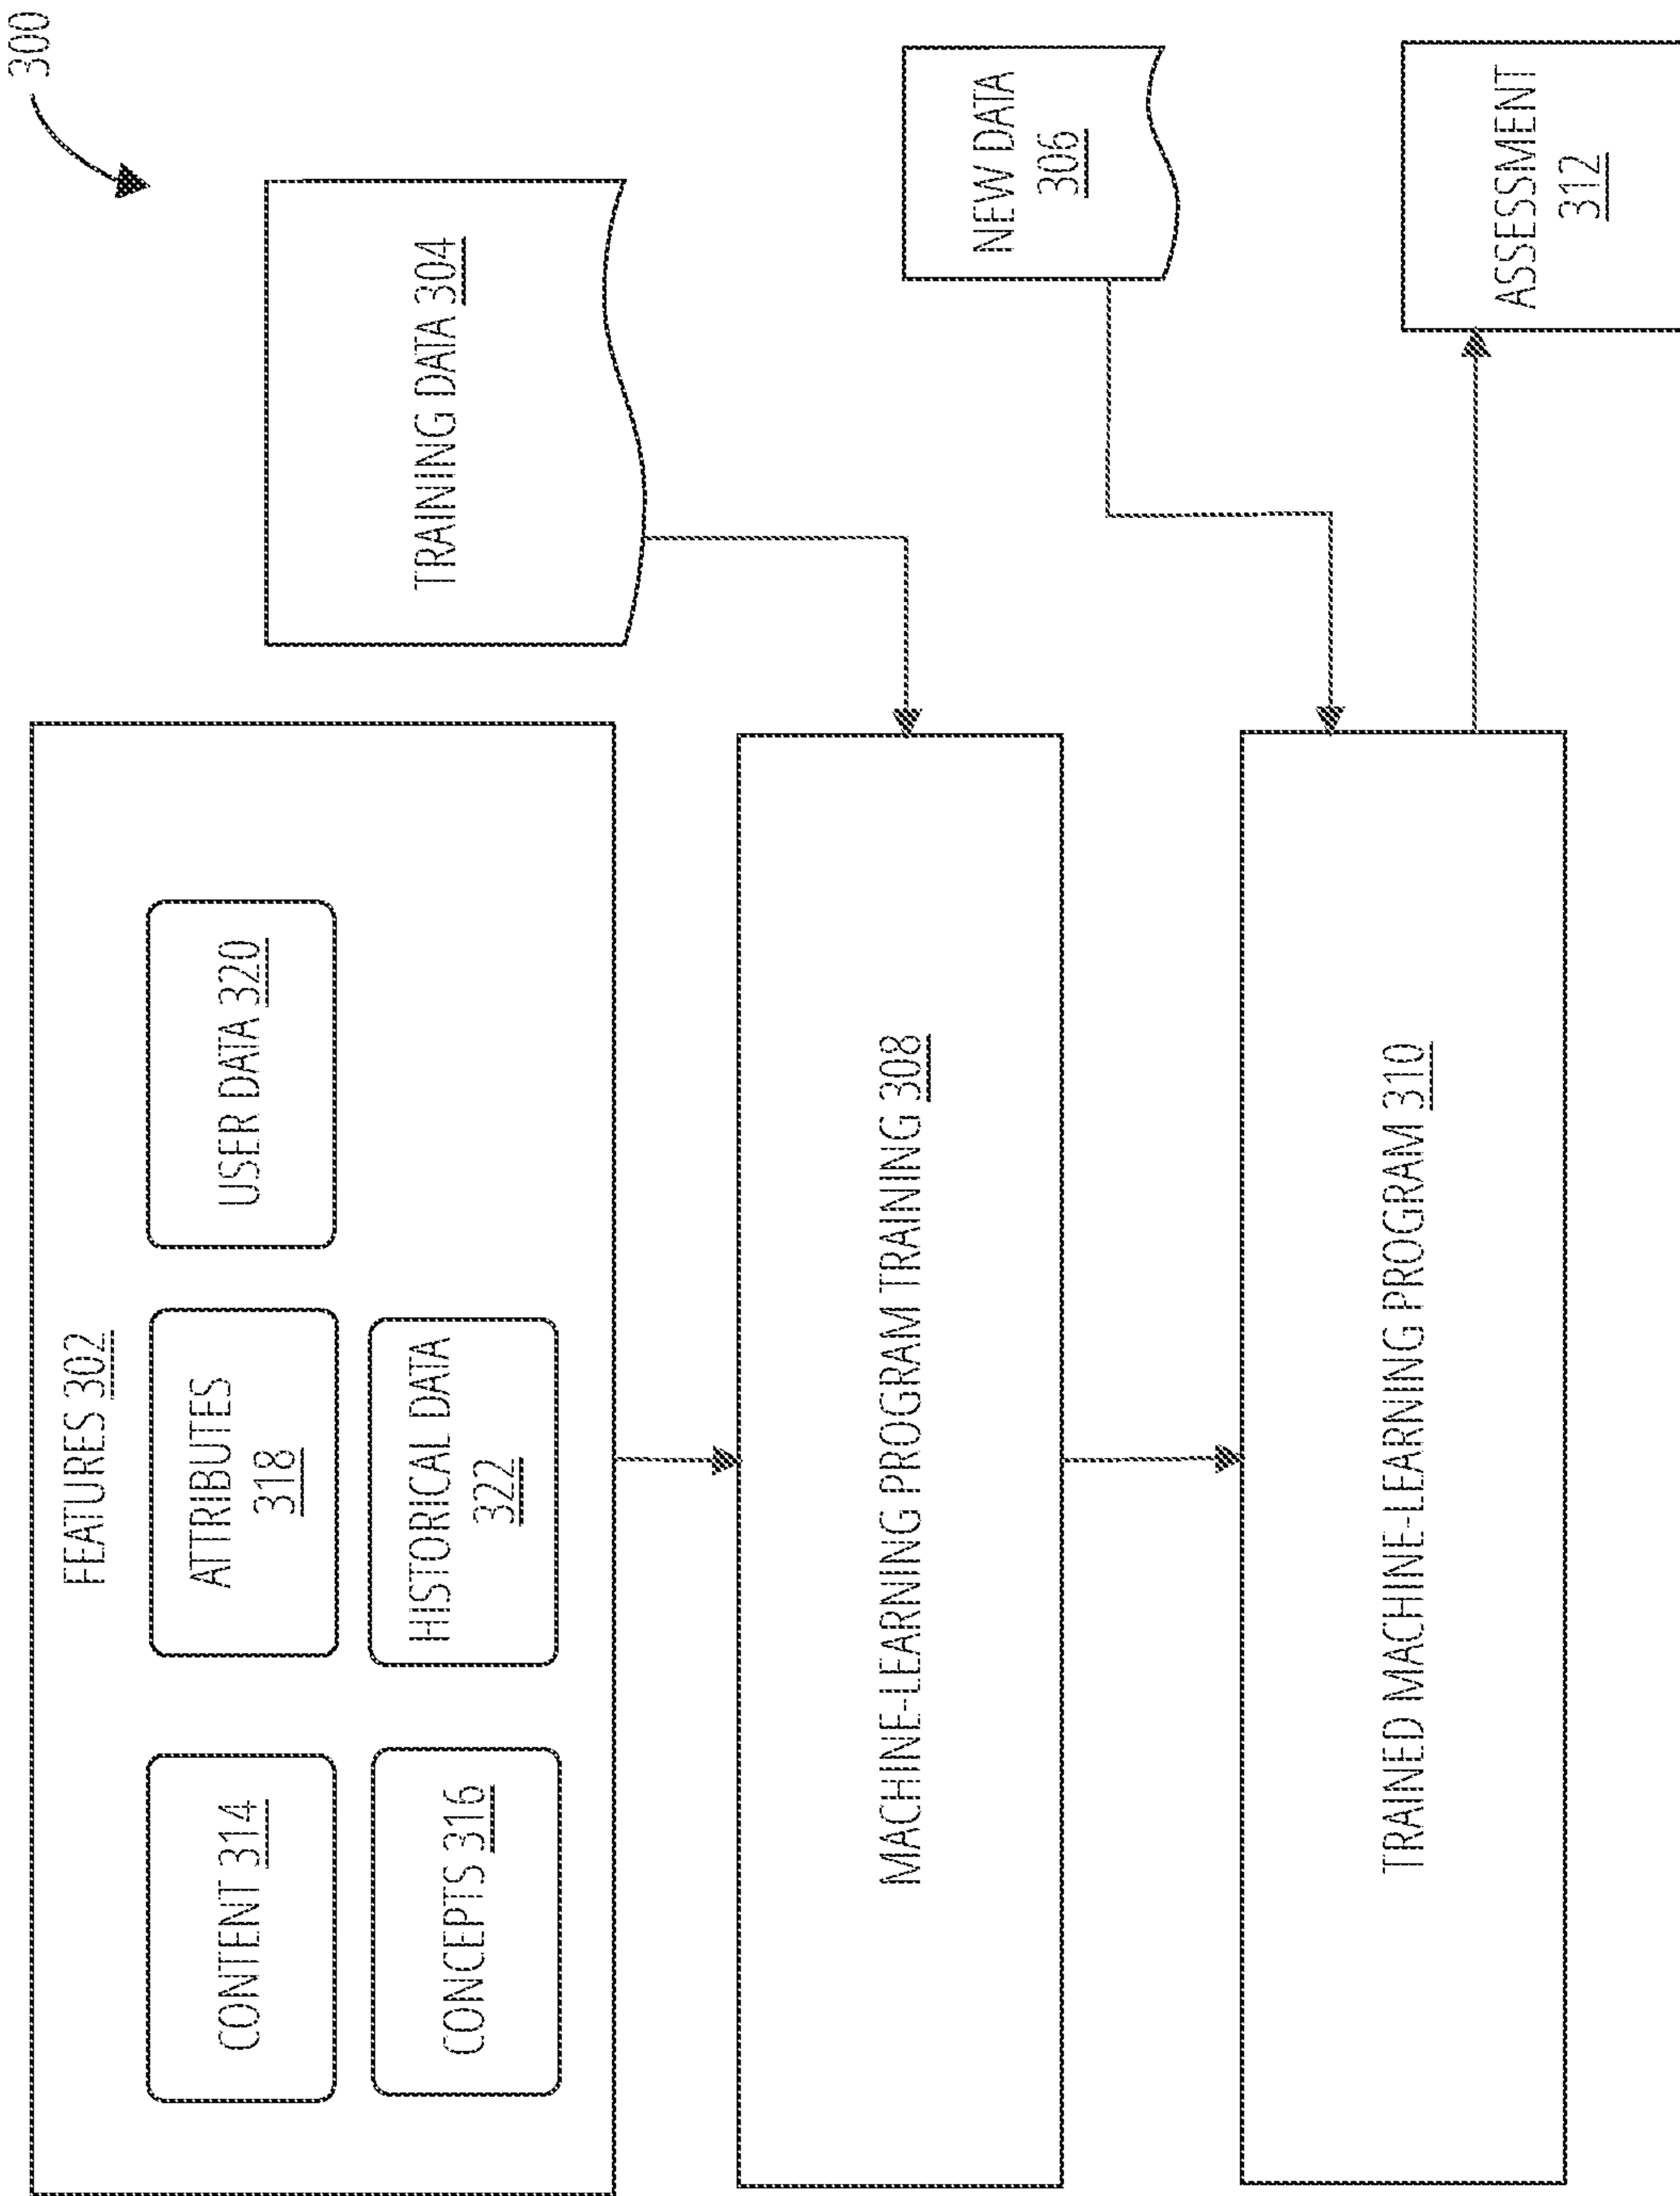 300
FEATURES 302
CONTENT 314
ATTRIBUTES
318
USER DATA 320
CONCEPTS 316
HISTORICAL DATA
322
TRAINING DATA 304
MACHINE-LEARNING PROGRAM TRAINING 308
NEW DATA
306
TRAINED MACHINE-LEARNING PROGRAM 310
ASSESSMENT
312